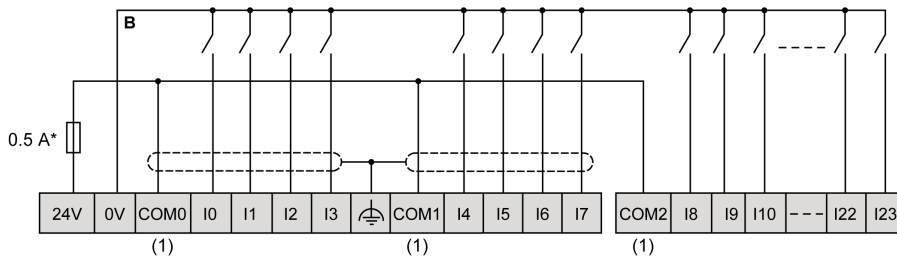 B
0.5 A*
24V 0V COM0 I0 I1 I2 I3 COM1 I4 I5 I6 I7 COM2 I8 I9 I10 I22 I23
(1) (1) (1)